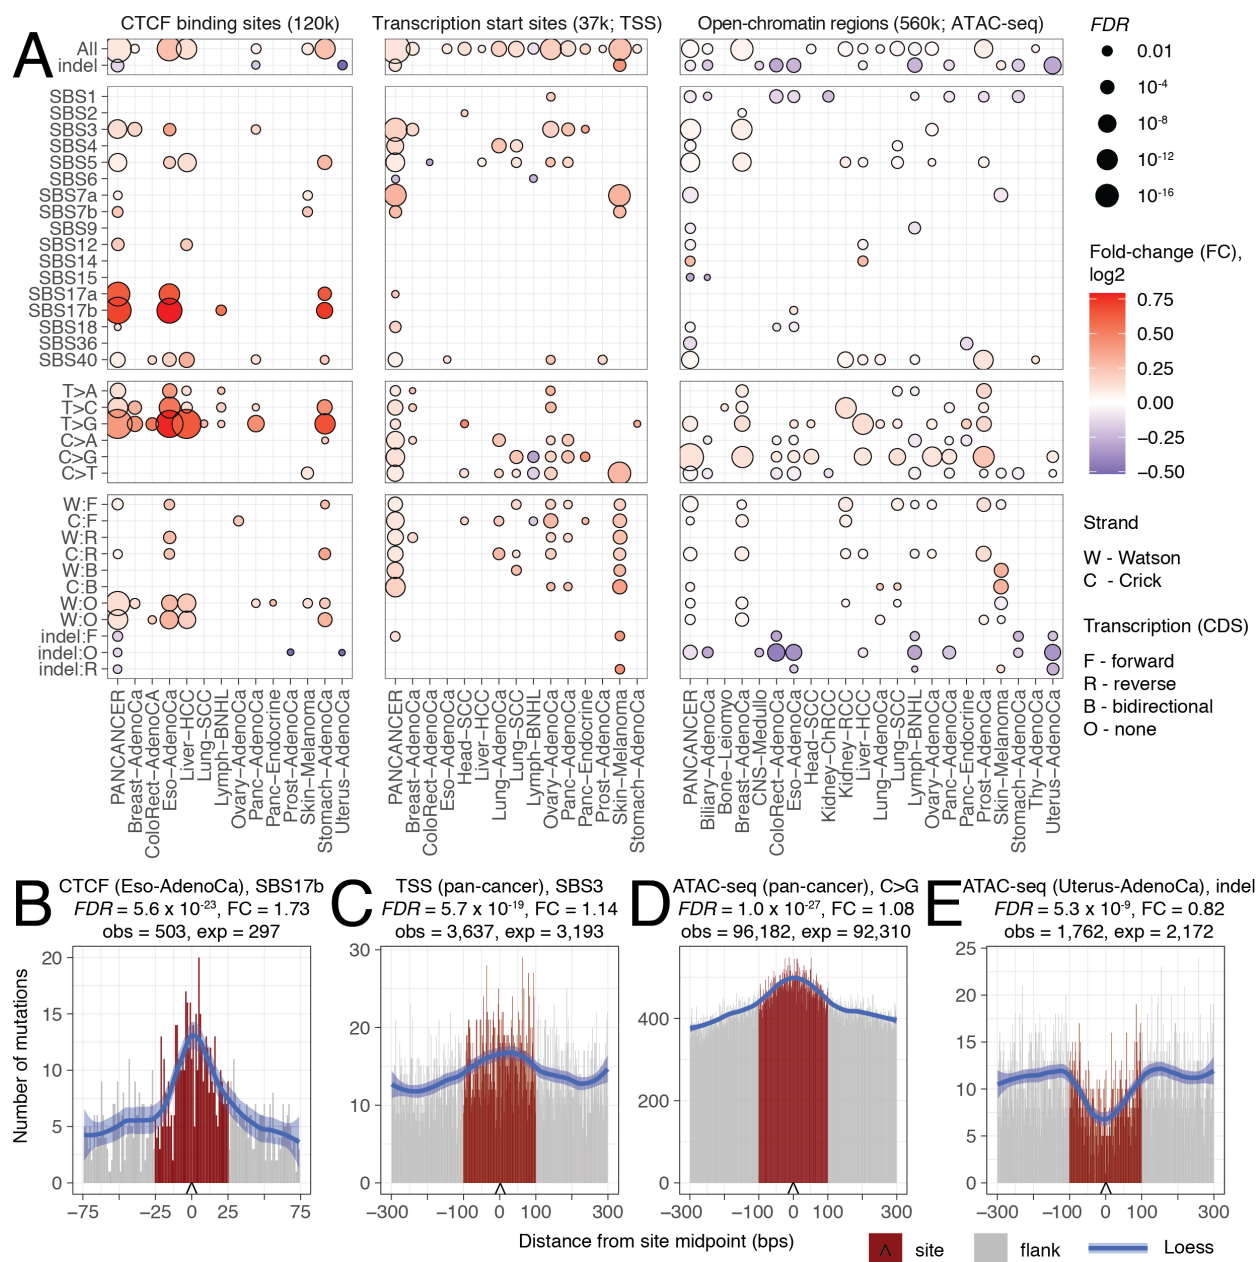 A
CTCF binding sites (120k)
Transcription start sites (37k; TSS)
Open-chromatin regions (560k; ATAC-seq)
All
indel
SBS1
SBS2
SBS3
SBS4
SBS5
SBS6
SBS7a
SBS7b
SBS9
SBS12
SBS14
SBS15
SBS17a
SBS17b
SBS18
SBS36
SBS40
T>A
T>C
T>G
C>A
C>G
C>T
W:F
C:F
W:R
C:R
W:B
C:B
W:O
W:O
indel:F
indel:O
indel:R
PANCANCER
Breast-AdenoCa
ColoRect-AdenoCA
Eso-AdenoCa
Liver-HCC
Lung-SCC
Lymph-BNHL
Ovary-AdenoCa
Panc-AdenoCa
Panc-Endocrine
Prost-AdenoCa
Skin-Melanoma
Stomach-AdenoCa
Uterus-AdenoCa
PANCANCER
Breast-AdenoCa
ColoRect-AdenoCa
Eso-AdenoCa
Head-SCC
Liver-HCC
Lung-AdenoCa
Lung-SCC
Lymph-BNHL
Ovary-AdenoCa
Panc-AdenoCa
Panc-Endocrine
Prost-AdenoCa
Skin-Melanoma
Stomach-AdenoCa
PANCANCER
Biliary-AdenoCa
Bone-Leiomyo
Breast-AdenoCa
CNS-Medullo
ColoRect-AdenoCa
Eso-AdenoCa
Head-SCC
Kidney-ChRCC
Kidney-RCC
Liver-HCC
Lung-AdenoCa
Lung-SCC
Lymph-BNHL
Ovary-AdenoCa
Panc-AdenoCa
Panc-Endocrine
Prost-AdenoCa
Skin-Melanoma
Stomach-AdenoCa
Thy-AdenoCa
Uterus-AdenoCa
FDR
0.01
10-4
10-8
10-12
10-16
Fold-change (FC),
log2
0.75
0.50
0.25
0.00
−0.25
−0.50
Strand
W - Watson
C - Crick
Transcription (CDS)
F - forward
R - reverse
B - bidirectional
O - none
B
CTCF (Eso-AdenoCa), SBS17b
FDR = 5.6 x 10-23, FC = 1.73
obs = 503, exp = 297
Number of mutations
20
15
10
5
0
−75
−25
0
25
75
C
TSS (pan-cancer), SBS3
FDR = 5.7 x 10-19, FC = 1.14
obs = 3,637, exp = 3,193
30
20
10
0
−300
−100
0
100
300
D
ATAC-seq (pan-cancer), C>G
FDR = 1.0 x 10-27, FC = 1.08
obs = 96,182, exp = 92,310
400
200
0
−300
−100
0
100
300
E
ATAC-seq (Uterus-AdenoCa), indel
FDR = 5.3 x 10-9, FC = 0.82
obs = 1,762, exp = 2,172
25
20
15
10
5
0
−300
−100
0
100
300
Distance from site midpoint (bps)
site
flank
Loess